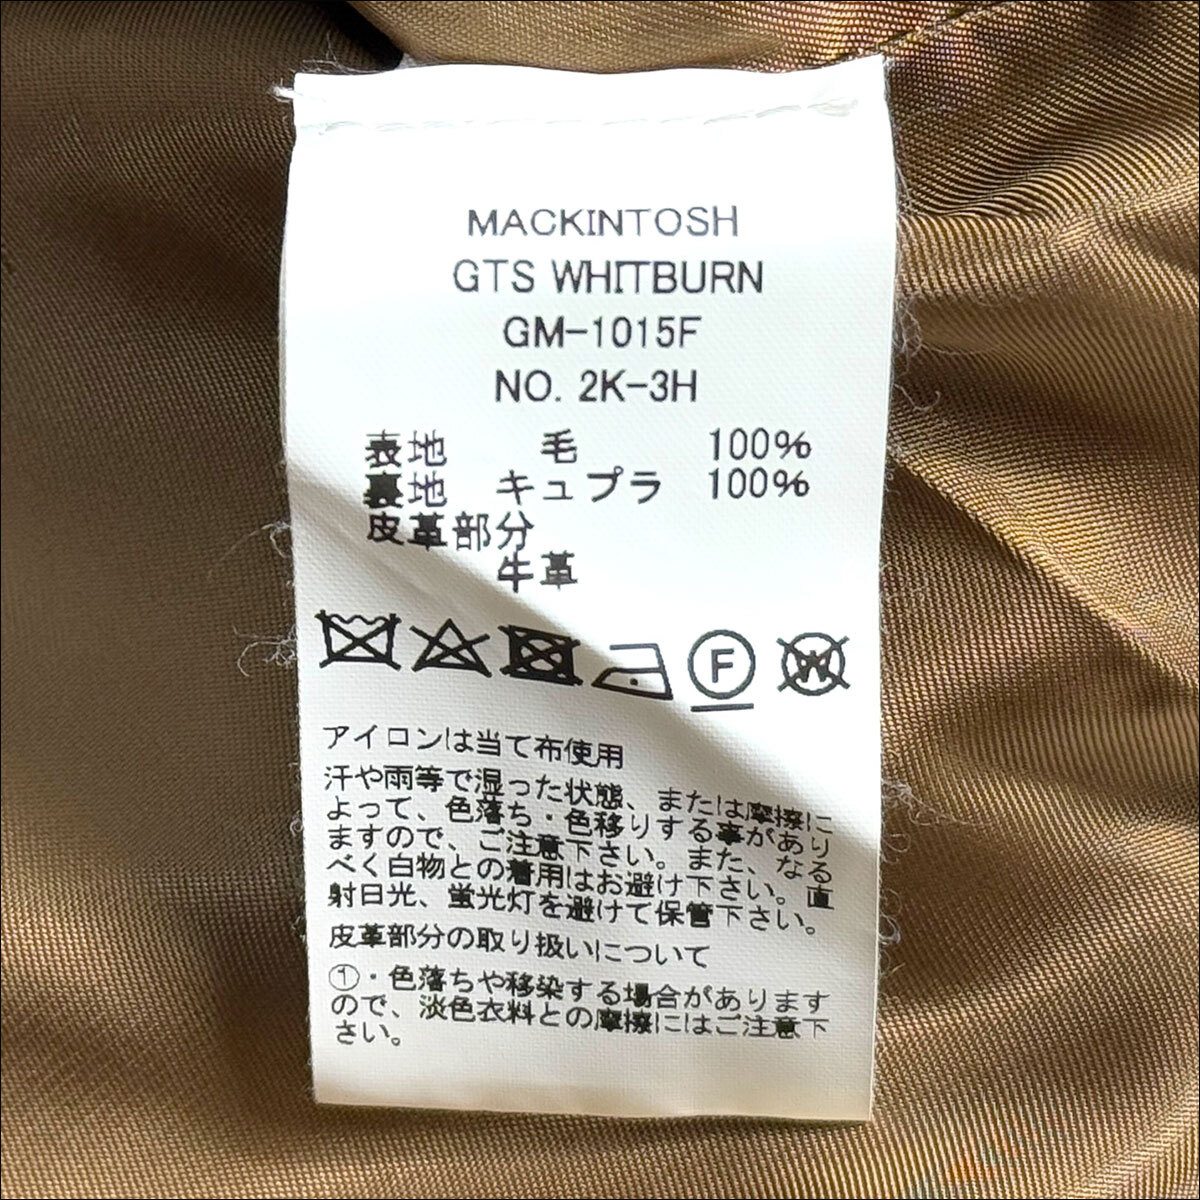 MACKINTOSH
GTS WHITBURN
GM-1015F
NO. 2K-3H
表地 毛 100%
裏地 キュプラ 100%
皮革部分
牛革
F W
アイロンは当て布使用
汗や雨等で湿った状態、または摩擦に
よって、色落ち・色移りする事があり
ますので、ご注意下さい。また、なる
べく白物との着用はお避け下さい。直
射日光、蛍光灯を避けて保管下さい。
皮革部分の取り扱いについて
①・色落ちや移染する場合があります
ので、淡色衣料との摩擦にはご注意下
さい。